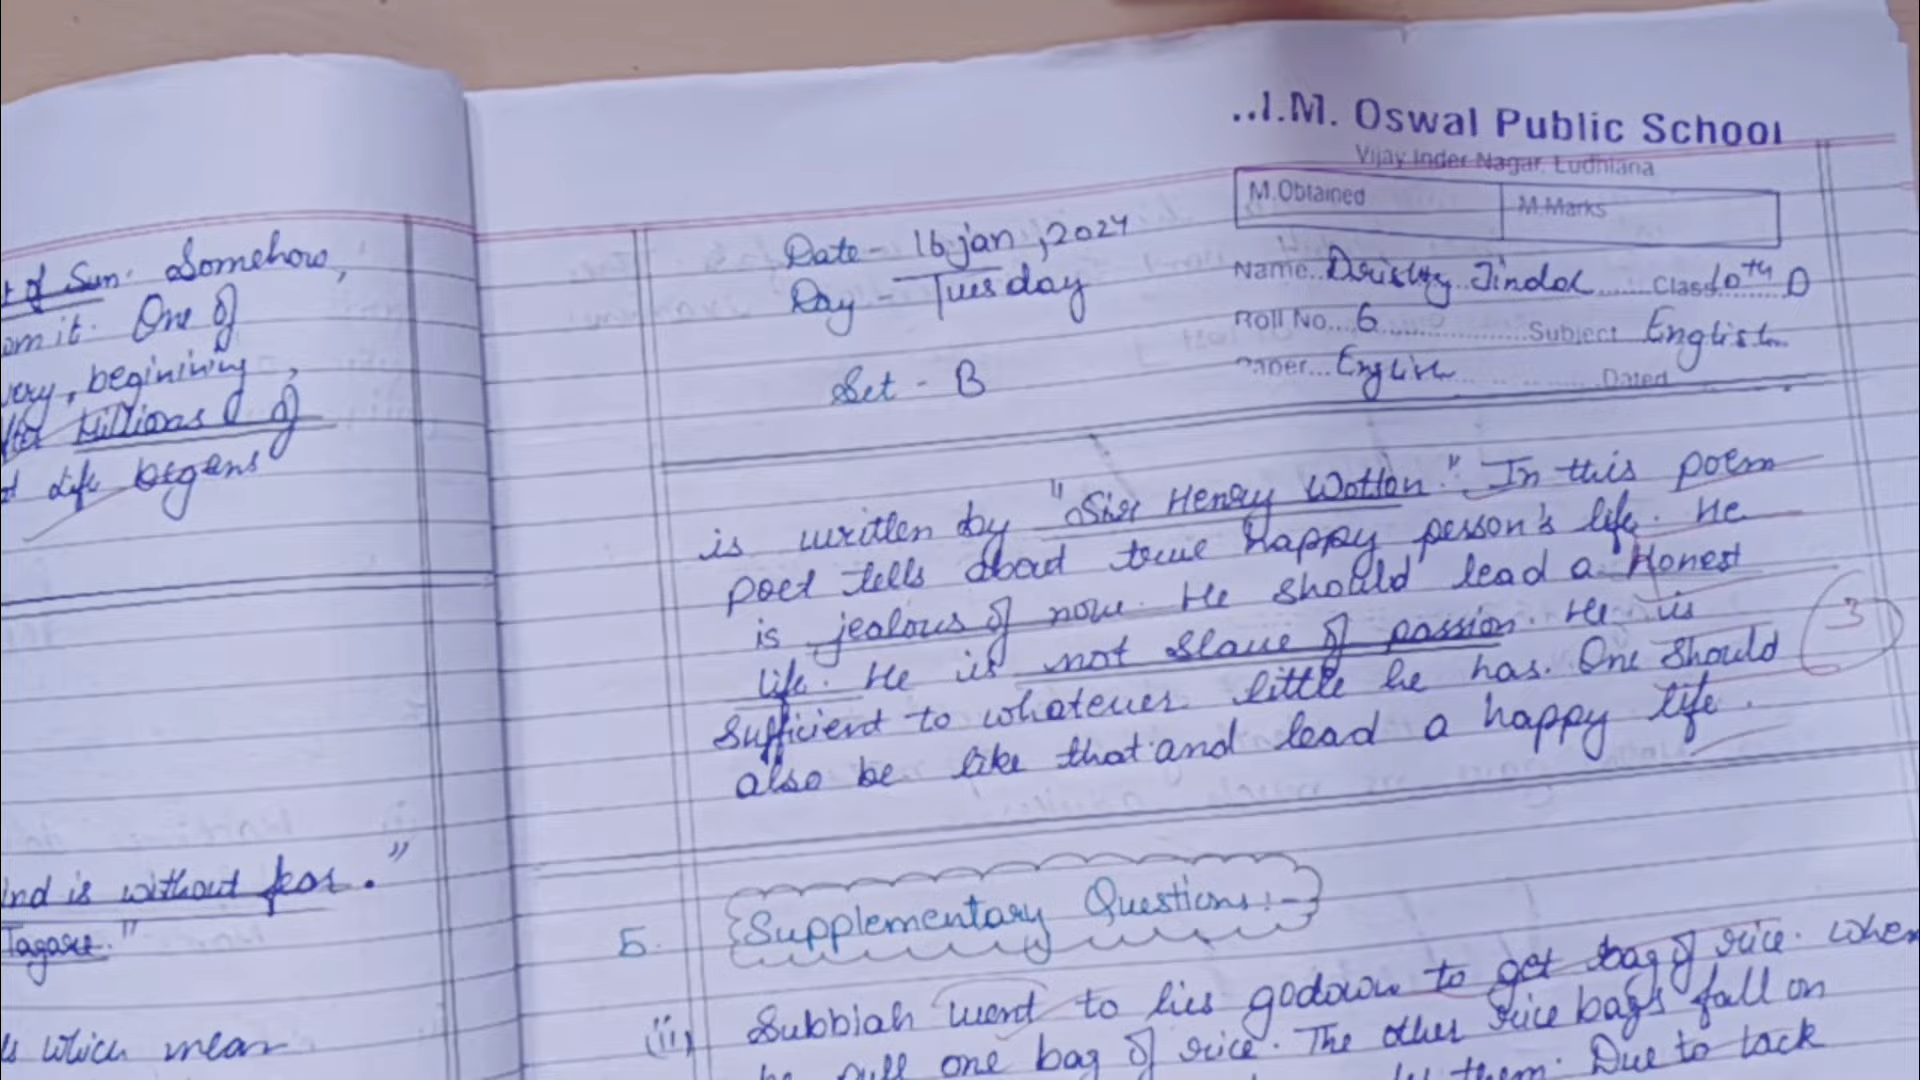 t of Sun. Somehow,
om it. One of
very, beginining,
Millions of
Life begens
ind is without fear."
Tagore."
which mean
..I.M. Oswal Public School
Vijay Inder Nagar, Ludhiana
M.Obtained M.Marks
Date - 16 jan, 2024
Day - Tuesday
Set - B
Name... Drishty Jindal ...... Class 10th D
Roll No... 6 ............ Subject English
Paper... English ...... Dated
is written by "Sir Henry Wotton." In this poem
poet tells about true happy person's life. He
is jealous of none. He should lead a Honest
life. He is not slave of passion. He is
sufficient to whatever little he has. One should
also be like that and lead a happy life.
3
5. Supplementary Questions:-
(ii) Subbiah went to his godown to get bag of rice. When
he pull one bag of rice. The other rice bags fall on
them. Due to lack